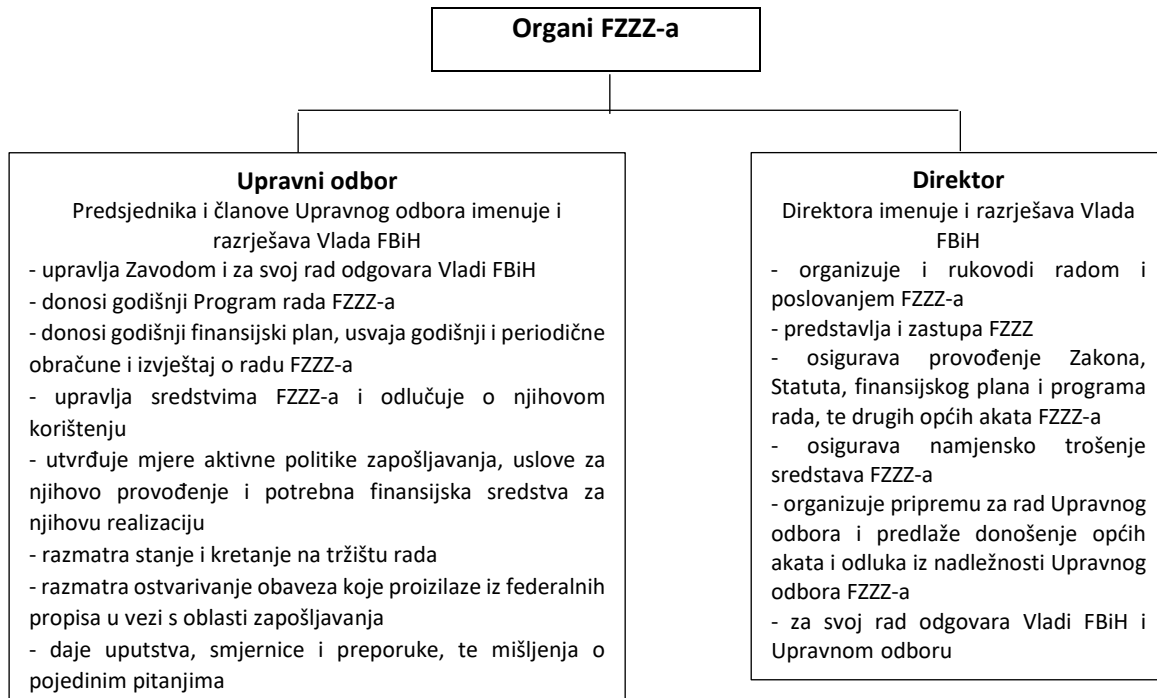 Organi FZZZ-a
Upravni odbor
Predsjednika i članove Upravnog odbora imenuje i
razrješava Vlada FBiH
- upravlja Zavodom i za svoj rad odgovara Vladi FBiH
- donosi godišnji Program rada FZZZ-a
- donosi godišnji finansijski plan, usvaja godišnji i periodične
obračune i izvještaj o radu FZZZ-a
- upravlja sredstvima FZZZ-a i odlučuje o njihovom
korištenju
- utvrđuje mjere aktivne politike zapošljavanja, uslove za
njihovo provođenje i potrebna finansijska sredstva za
njihovu realizaciju
- razmatra stanje i kretanje na tržištu rada
- razmatra ostvarivanje obaveza koje proizilaze iz federalnih
propisa u vezi s oblasti zapošljavanja
- daje uputstva, smjernice i preporuke, te mišljenja o
pojedinim pitanjima
Direktor
Direktora imenuje i razrješava Vlada
FBiH
- organizuje i rukovodi radom i
poslovanjem FZZZ-a
- predstavlja i zastupa FZZZ
- osigurava provođenje Zakona,
Statuta, finansijskog plana i programa
rada, te drugih općih akata FZZZ-a
- osigurava namjensko trošenje
sredstava FZZZ-a
- organizuje pripremu za rad Upravnog
odbora i predlaže donošenje općih
akata i odluka iz nadležnosti Upravnog
odbora FZZZ-a
- za svoj rad odgovara Vladi FBiH i
Upravnom odboru